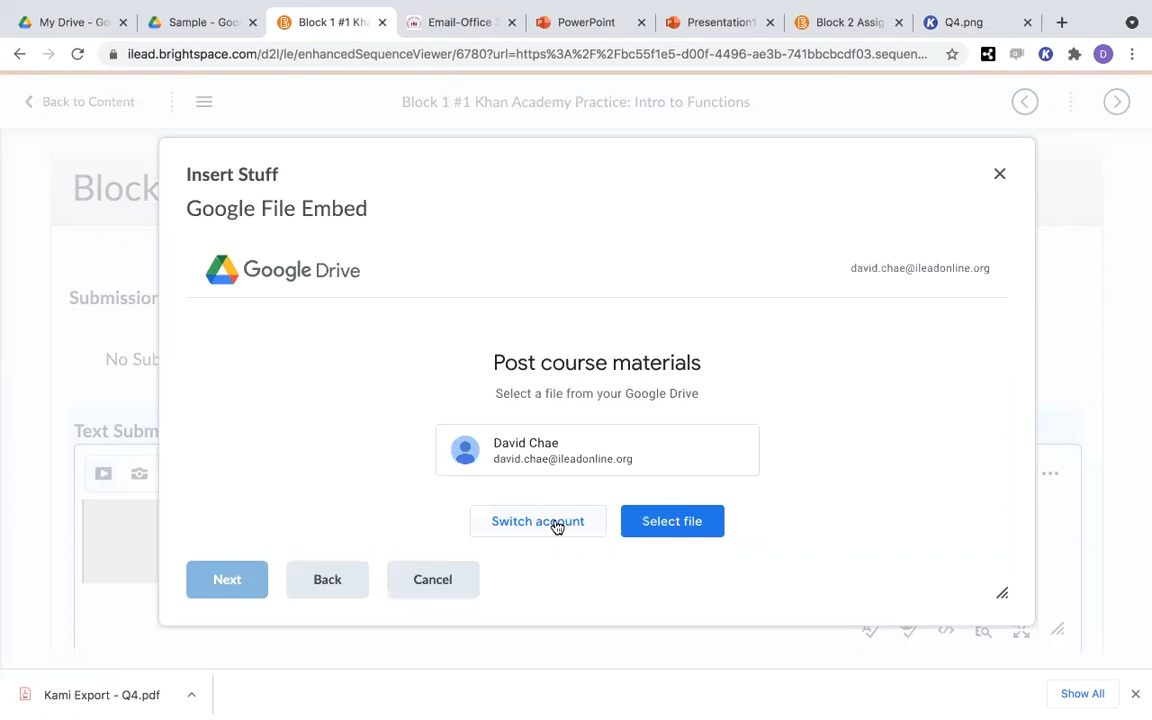 My Drive - Go
Sample - Goo
Block 1 #1 Kh
Email-Office 3
PowerPoint
Presentation1
Block 2 Assig
Q4.png
ilead.brightspace.com/d2l/le/enhancedSequenceViewer/6780?url=https%3A%2F%2Fbc55f1e5-d00f-4496-ae3b-741bbcbcdf03.sequen...
D
Back to Content
Block 1 #1 Khan Academy Practice: Intro to Functions
Insert Stuff
Block
Google File Embed
Google Drive
david.chae@ileadonline.org
Submission
No Sub
Post course materials
Select a file from your Google Drive
Text Subm
David Chae
david.chae@ileadonline.org
Switch account
Select file
Next
Back
Cancel
Kami Export - Q4.pdf
Show All